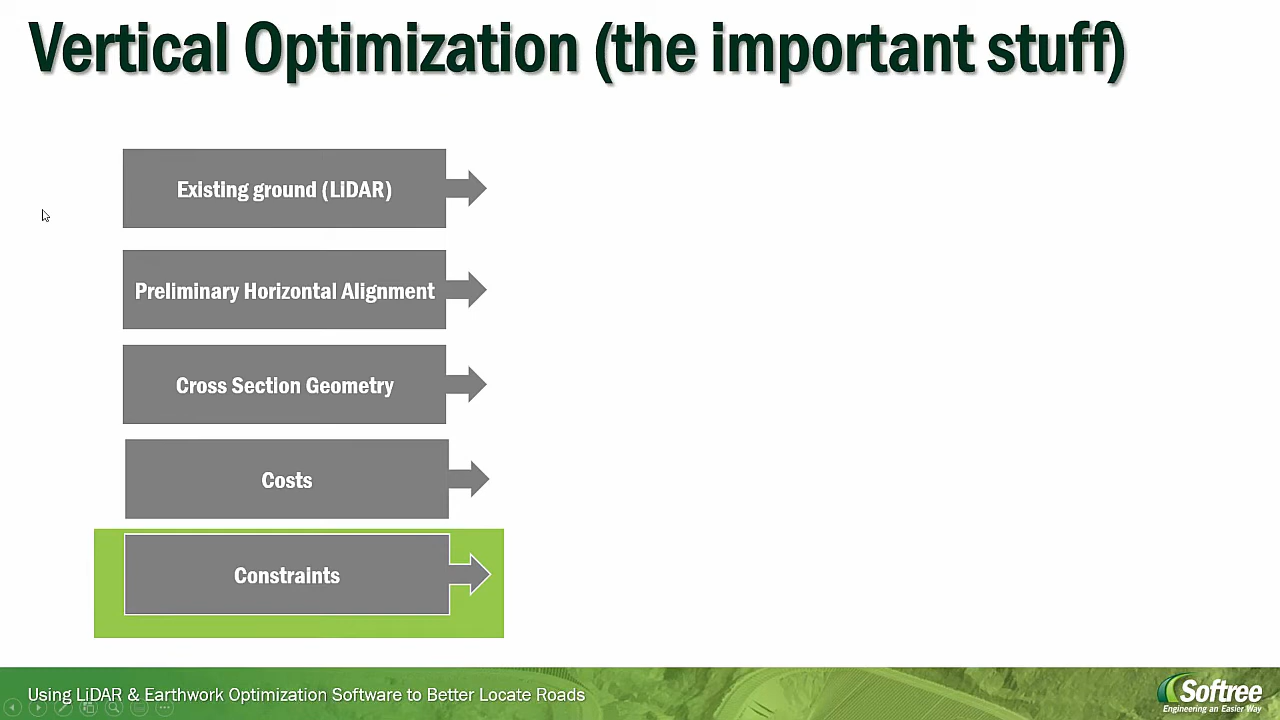 Vertical Optimization (the important stuff)
Existing ground (LiDAR)
Preliminary Horizontal Alignment
Cross Section Geometry
Costs
Constraints
Using LiDAR & Earthwork Optimization Software to Better Locate Roads
Softree
Engineering an Easier Way